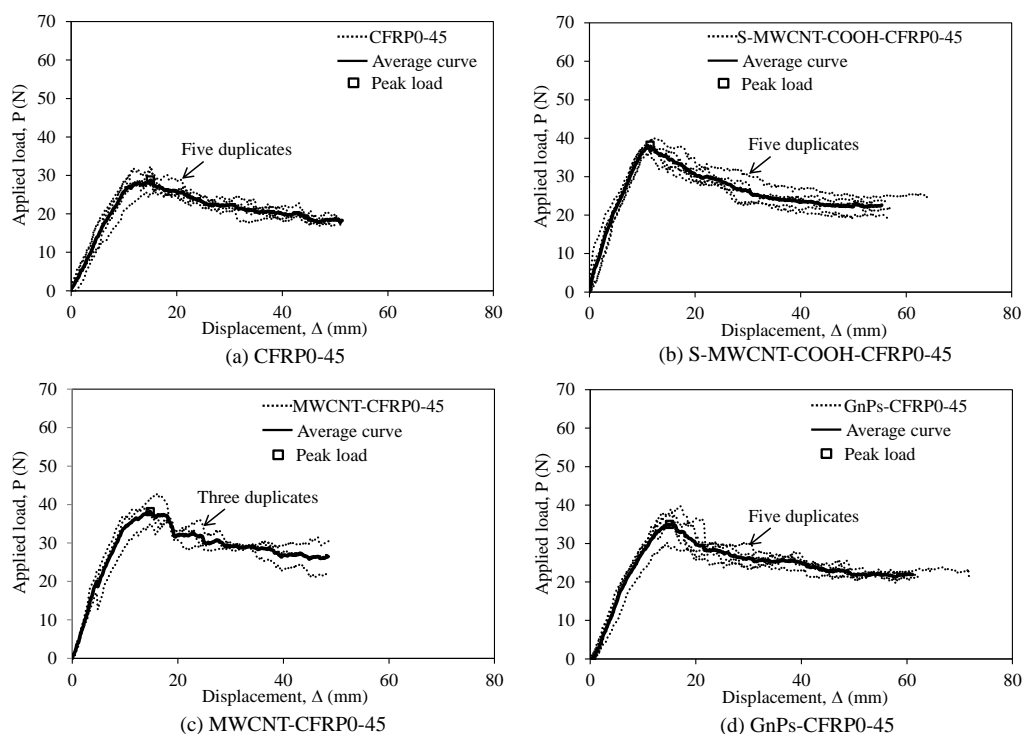 70
60
50
40
30
20
10
0
Applied load, P (N)
CFRP0-45
Average curve
Peak load
Five duplicates
0 20 40 60 80
Displacement, Δ (mm)
(a) CFRP0-45
70
60
50
40
30
20
10
0
Applied load, P (N)
S-MWCNT-COOH-CFRP0-45
Average curve
Peak load
Five duplicates
0 20 40 60 80
Displacement, Δ (mm)
(b) S-MWCNT-COOH-CFRP0-45
70
60
50
40
30
20
10
0
Applied load, P (N)
MWCNT-CFRP0-45
Average curve
Peak load
Three duplicates
0 20 40 60 80
Displacement, Δ (mm)
(c) MWCNT-CFRP0-45
70
60
50
40
30
20
10
0
Applied load, P (N)
GnPs-CFRP0-45
Average curve
Peak load
Five duplicates
0 20 40 60 80
Displacement, Δ (mm)
(d) GnPs-CFRP0-45